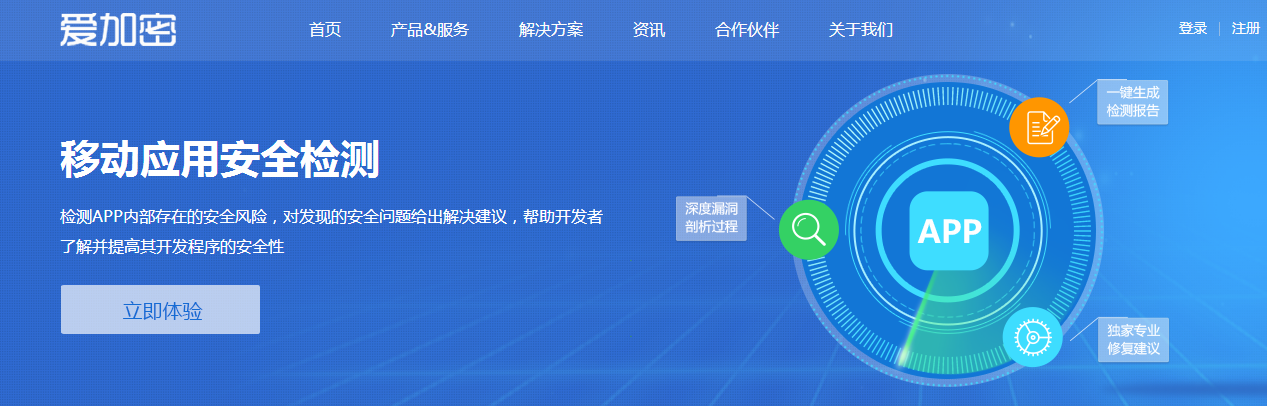 爱加密
首页 产品&服务 解决方案 资讯 合作伙伴 关于我们 登录 | 注册
移动应用安全检测
检测APP内部存在的安全风险，对发现的安全问题给出解决建议，帮助开发者
了解并提高其开发程序的安全性
立即体验
一键生成
检测报告
深度漏洞
剖析过程
APP
独家专业
修复建议